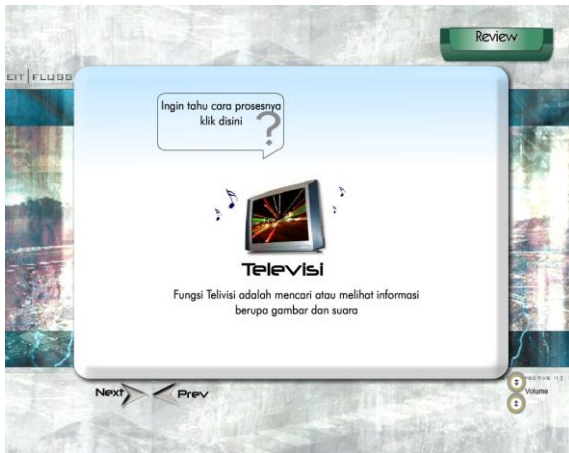 Review
EIT FLUSS
Ingin tahu cara prosesnya
klik disini
?
Televisi
Fungsi Telivisi adalah mencari atau melihat informasi
berupa gambar dan suara
Next Prev
Volume